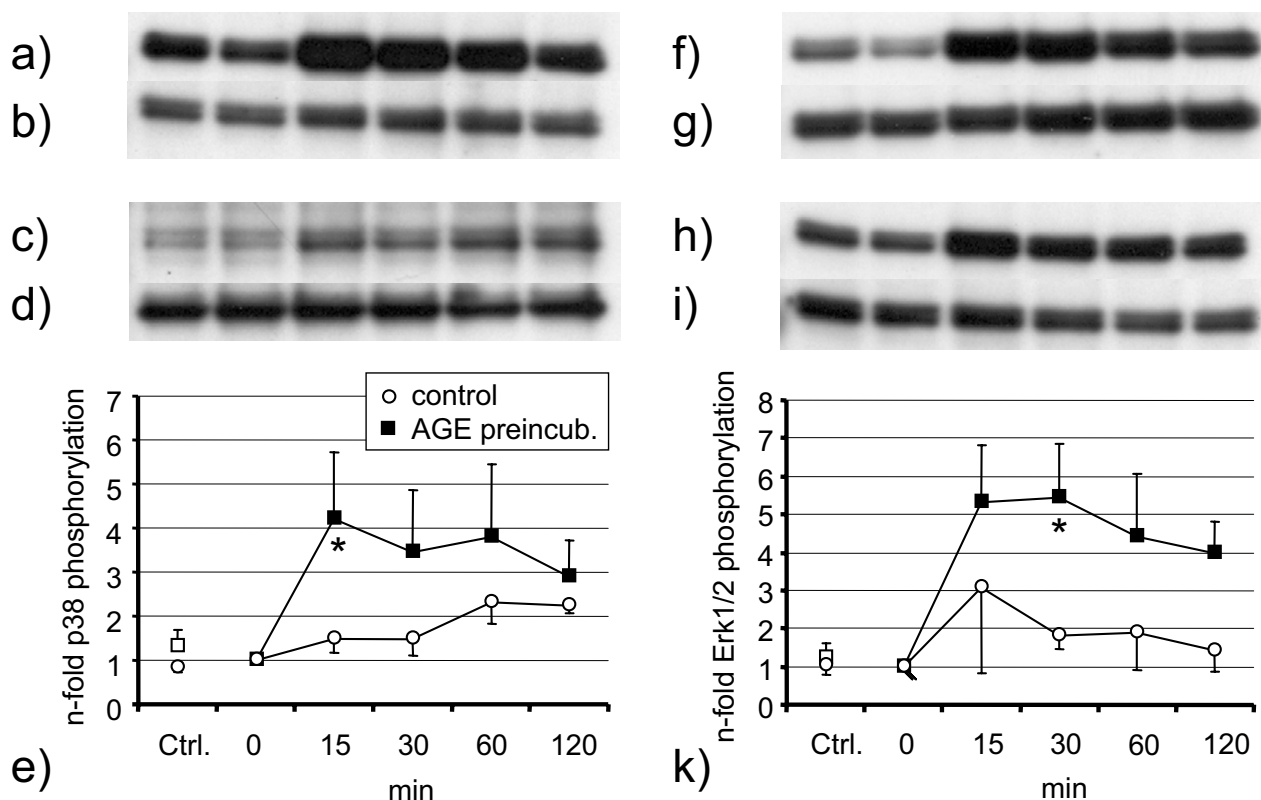 a)
b)
c)
d)
f)
g)
h)
i)
n-fold p38 phosphorylation
7
6
5
4
3
2
1
0
control
AGE preincub.
*
Ctrl. 0 15 30 60 120
min
e)
n-fold Erk1/2 phosphorylation
8
7
6
5
4
3
2
1
0
*
Ctrl. 0 15 30 60 120
min
k)